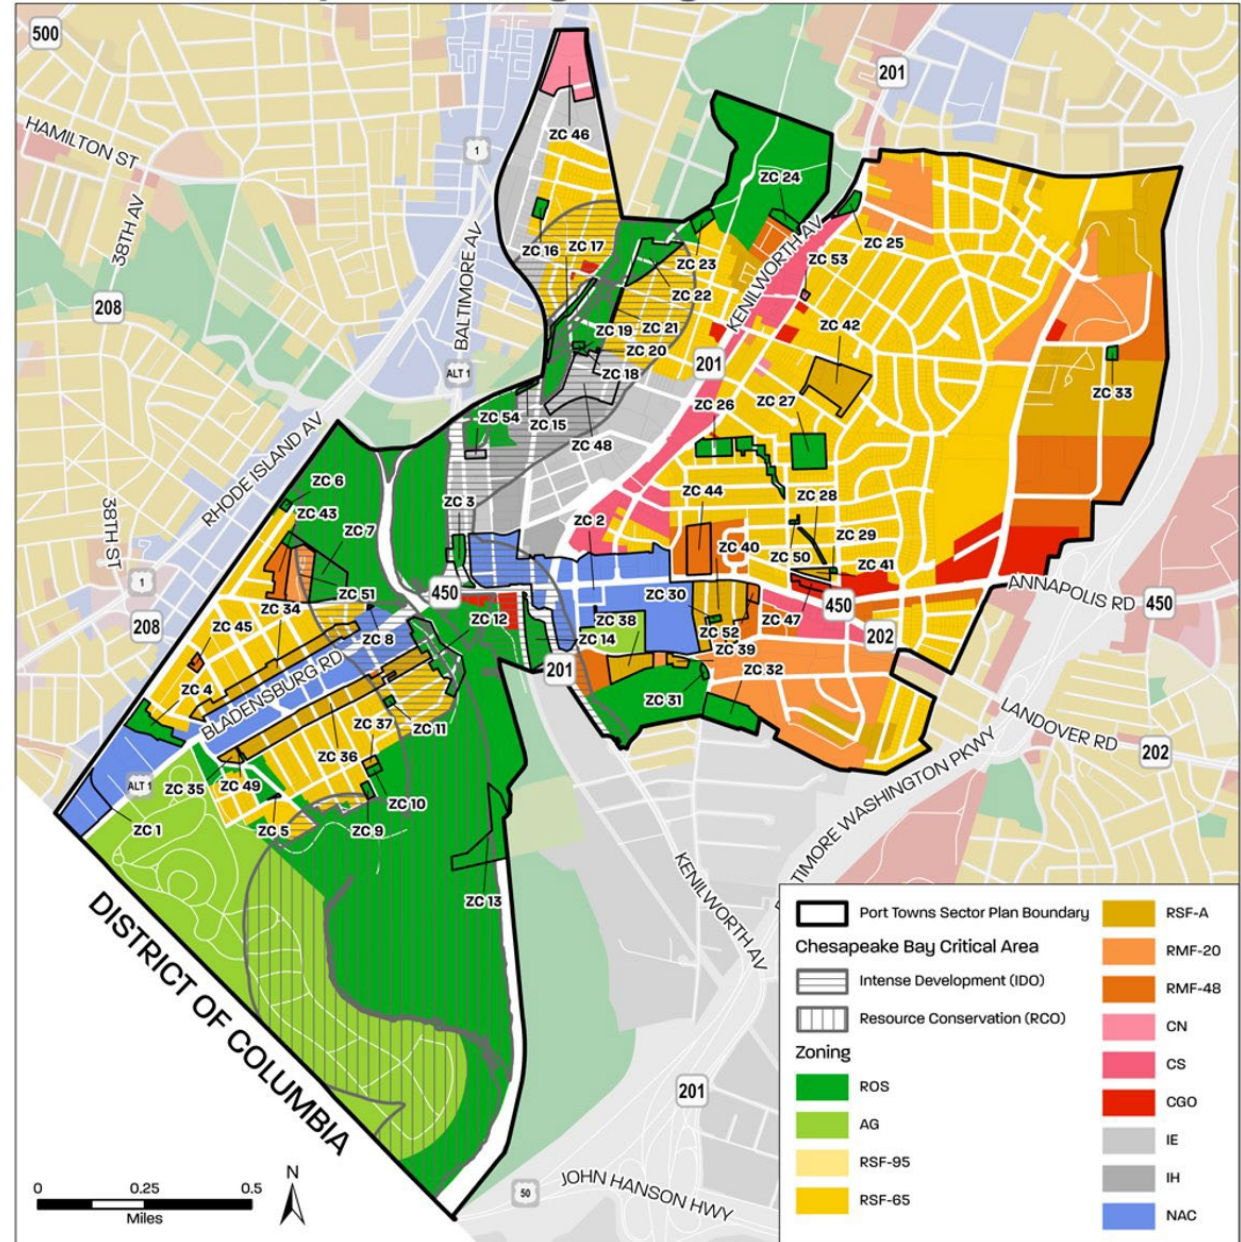 500
201
HAMILTON ST
1
ZC 46
38TH AV
ZC 24
BALTIMORE AV
ZC 16
ZC 17
ZC 25
ZC 23
ZC 53
KENILWORTH AV
ZC 22
208
ZC 19
ZC 21
ZC 42
ZC 20
201
ALT 1
ZC 18
ZC 33
ZC 26
ZC 27
ZC 54
ZC 15
ZC 48
RHODE ISLAND AV
ZC 6
ZC 44
ZC 43
ZC 3
ZC 28
ZC 7
ZC 2
38TH ST
ZC 29
ZC 40
ZC 50
ZC 41
1
450
ZC 51
ZC 30
ANNAPOLIS RD
450
450
ZC 34
ZC 12
ZC 38
ZC 47
208
ZC 45
ZC 8
ZC 14
ZC 52
202
ZC 39
201
ZC 32
ZC 4
BLADENSBURG RD
ZC 31
LANDOVER RD
ZC 37
ZC 11
202
ZC 36
ALT 1
ZC 35
ZC 49
ZC 10
ZC 1
ZC 5
ZC 9
TIMORE WASHINGTON PKWY
KENILWORTH AV
ZC 13
DISTRICT OF COLUMBIA
201
JOHN HANSON HWY
50
N
0 0.25 0.5
Miles
Port Towns Sector Plan Boundary
Chesapeake Bay Critical Area
Intense Development (IDO)
Resource Conservation (RCO)
Zoning
ROS
AG
RSF-95
RSF-65
RSF-A
RMF-20
RMF-48
CN
CS
CGO
IE
IH
NAC